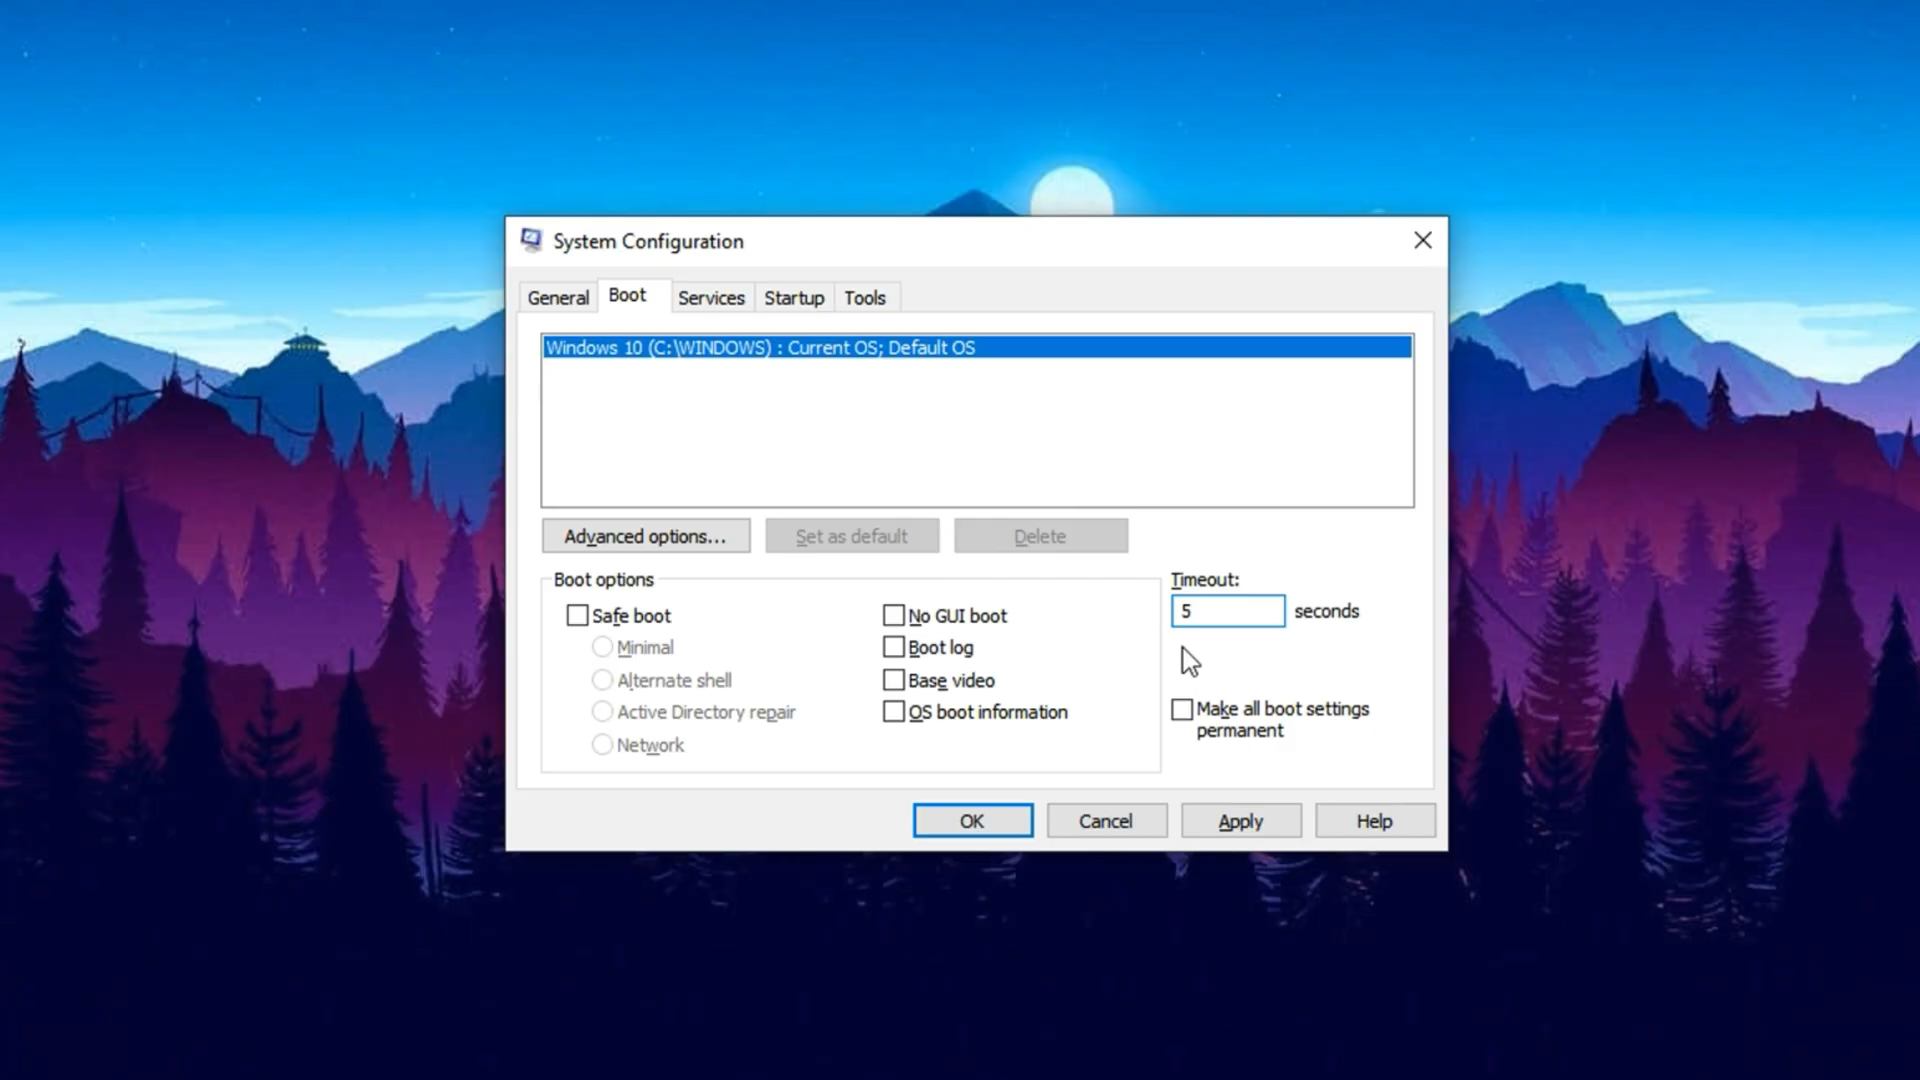 System Configuration
General Boot Services Startup Tools
Windows 10 (C:\WINDOWS) : Current OS; Default OS
Advanced options... Set as default Delete
Boot options
Timeout:
Safe boot
No GUI boot
5 seconds
Minimal
Boot log
Alternate shell
Base video
Active Directory repair
OS boot information
Make all boot settings
permanent
Network
OK Cancel Apply Help